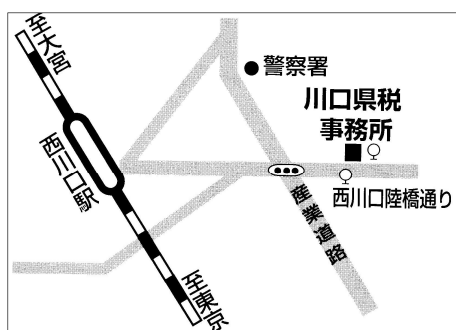 至大宮
警察署
川口県税
事務所
西川口駅
西川口陸橋通り
産業道路
至東京